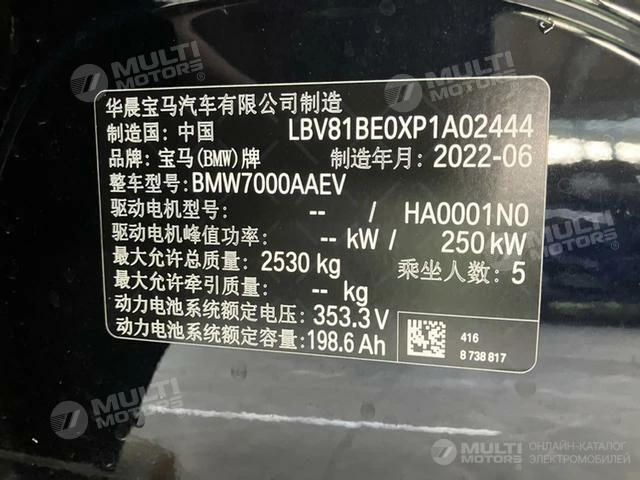 华晨宝马汽车有限公司制造
制造国: 中国 LBV81BE0XP1A02444
品牌: 宝马(BMW)牌 制造年月: 2022-06
整车型号: BMW7000AAEV
驱动电机型号: -- / HA0001N0
驱动电机峰值功率: -- kW / 250 kW
最大允许总质量: 2530 kg 乘坐人数: 5
最大允许牵引质量: -- kg
动力电池系统额定电压: 353.3 V
动力电池系统额定容量: 198.6 Ah
416
8 738 817
MULTI MOTORS
MULTI MOTORS
MULTI MOTORS
MULTI MOTORS
MULTI MOTORS
ОНЛАЙН-КАТАЛОГ
ЭЛЕКТРОМОБИЛЕЙ